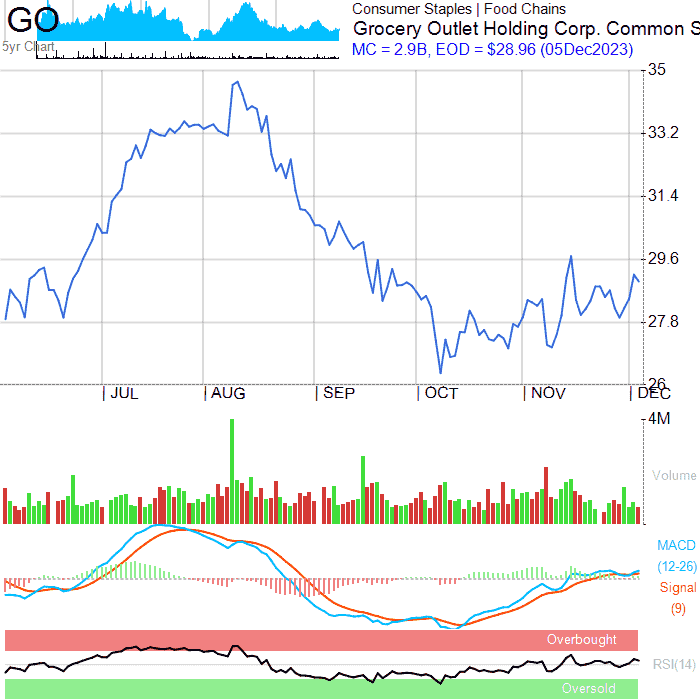 GO
5yr Chart
Consumer Staples | Food Chains
Grocery Outlet Holding Corp. Common S
MC = 2.9B, EOD = $28.96 (05Dec2023)
35
33.2
31.4
29.6
27.8
26
JUL
AUG
SEP
OCT
NOV
DEC
4M
Volume
MACD
(12-26)
Signal
(9)
Overbought
RSI(14)
Oversold